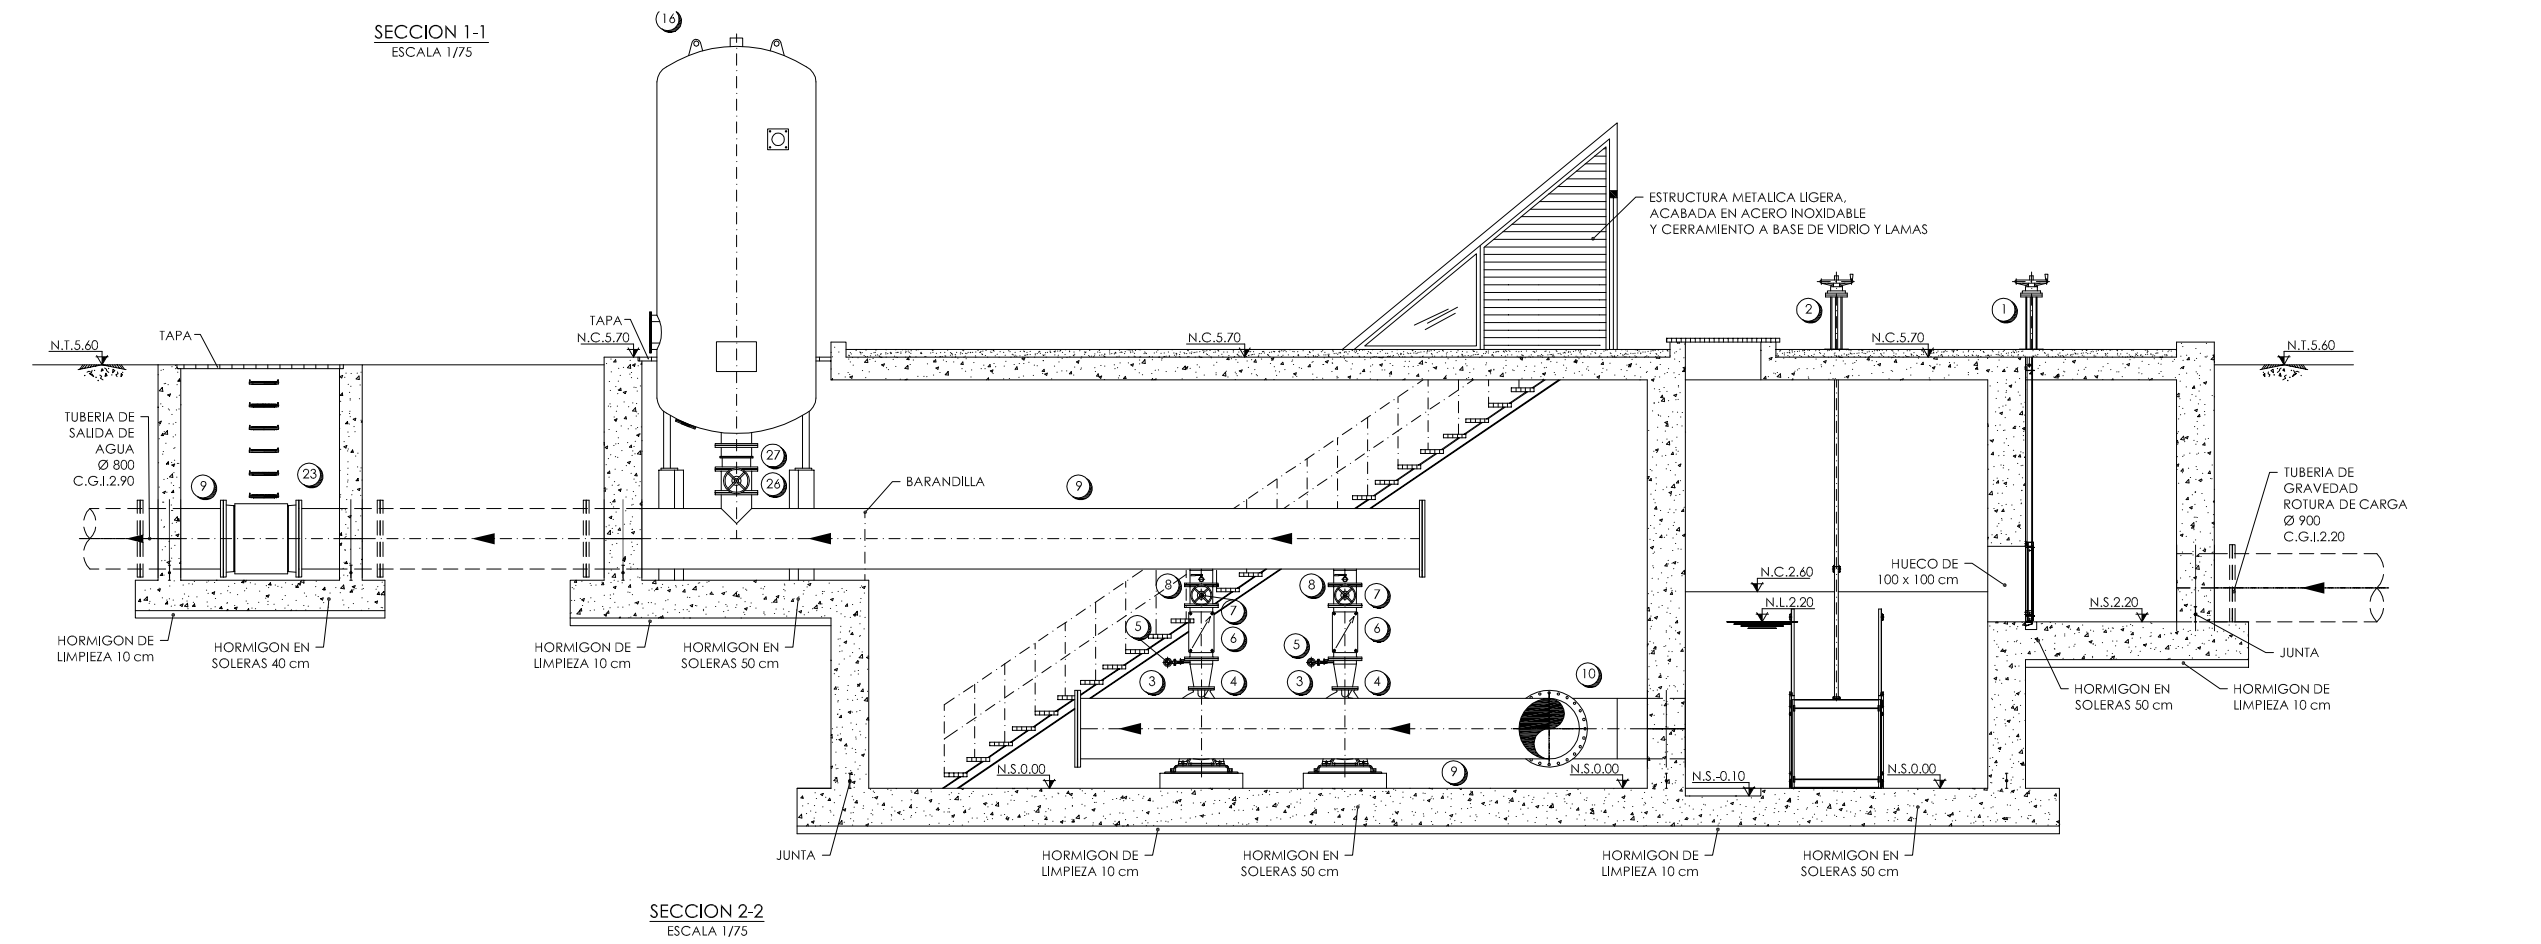 SECCION 1-1
ESCALA 1/75
16
ESTRUCTURA METALICA LIGERA,
ACABADA EN ACERO INOXIDABLE
Y CERRAMIENTO A BASE DE VIDRIO Y LAMAS
2
1
N.T.5.60
TAPA
TAPA
N.C.5.70
N.C.5.70
N.C.5.70
N.T.5.60
TUBERIA DE
SALIDA DE
AGUA
Ø 800
C.G.I.2.90
9
23
27
26
BARANDILLA
9
TUBERIA DE
GRAVEDAD
ROTURA DE CARGA
Ø 900
C.G.I.2.20
HUECO DE
100 x 100 cm
N.C.2.60
N.L.2.20
N.S.2.20
8
7
8
7
5
6
5
6
3
4
3
4
10
HORMIGON DE
LIMPIEZA 10 cm
HORMIGON EN
SOLERAS 40 cm
HORMIGON DE
LIMPIEZA 10 cm
HORMIGON EN
SOLERAS 50 cm
JUNTA
HORMIGON EN
SOLERAS 50 cm
HORMIGON DE
LIMPIEZA 10 cm
N.S.0.00
9
N.S.0.00
N.S.-0.10
N.S.0.00
JUNTA
HORMIGON DE
LIMPIEZA 10 cm
HORMIGON EN
SOLERAS 50 cm
HORMIGON DE
LIMPIEZA 10 cm
HORMIGON EN
SOLERAS 50 cm
SECCION 2-2
ESCALA 1/75